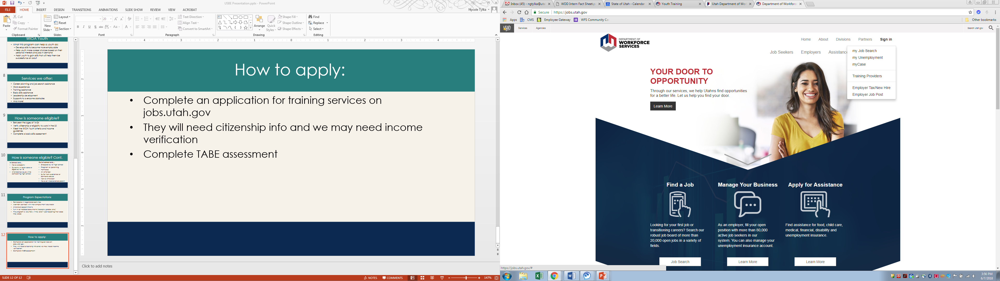 USBE Presentation.pptx - PowerPoint
FILE HOME INSERT DESIGN TRANSITIONS ANIMATIONS SLIDE SHOW REVIEW VIEW ACROBAT
Nycole Tylka
Paste
Cut
Copy
Format Painter
Clipboard
New Slide
Layout
Reset
Section
Slides
20
Font
Text Direction
Align Text
Convert to SmartArt
Paragraph
Arrange
Quick Styles
Shape Fill
Shape Outline
Shape Effects
Drawing
Find
Replace
Select
Editing
WIOA Youth
• What this program can help a youth do:
– Develop skills to become more employable
– Help youth make career choices based on their
personal interests and jobs in demand
– Assist youth to gain skills that will help them be
successful as an adult
8
Services we offer:
• Career planning and job search assistance
• Work experience
• Training assistance
• Basic skills assistance
• Leadership development
• Supports to overcome obstacles
• And more!
9
How is someone eligible?
• Between the ages of 14-24
• Verify citizenship or eligibility to work in the US
• Meet the WIOA Youth criteria and income
guidelines
• Complete a basic skills assessment
10
How is someone eligible? Cont.
11
Program Expectations
12
How to apply:
• Complete an application for training services on
jobs.utah.gov
• They will need citizenship info and we may need income
verification
• Complete TABE assessment
How to apply:
• Complete an application for training services on
jobs.utah.gov
• They will need citizenship info and we may need income
verification
• Complete TABE assessment
Click to add notes
SLIDE 12 OF 12
NOTES COMMENTS 147%
Inbox (45) - ngtylka@uta
WDD Intern Fact Sheet.p
State of Utah - Calendar
Youth Training
Utah Department of Wor
Department of Workforc
Secure https://jobs.utah.gov
Apps CMS Employee Gateway WFS Community Co
Other bookmarks
utah.gov Services Agencies
Search Utah.gov
DEPARTMENT OF
WORKFORCE
SERVICES
Home About Divisions Partners Sign in
Job Seekers Employers Assistance
my Job Search
my Unemployment
myCase
Training Providers
Employer Tax/New Hire
Employer Job Post
YOUR DOOR TO
OPPORTUNITY
Through our services, we help Utahns find opportunities
for a better life. Let us help you find your door.
Learn More
Find a Job
Looking for your first job or
transitioning careers? Search our
robust job board of more than
20,000 open jobs in a variety of
fields.
Job Search
Manage Your Business
As an employer, fill your open
position with more than 80,000
active job seekers in our
system. You can also manage your
unemployment insurance account.
Learn More
Apply for Assistance
Find assistance for food, child care,
medical, financial, disability and
unemployment insurance.
Learn More
https://jobs.utah.gov/#
3:56 PM
6/7/2018